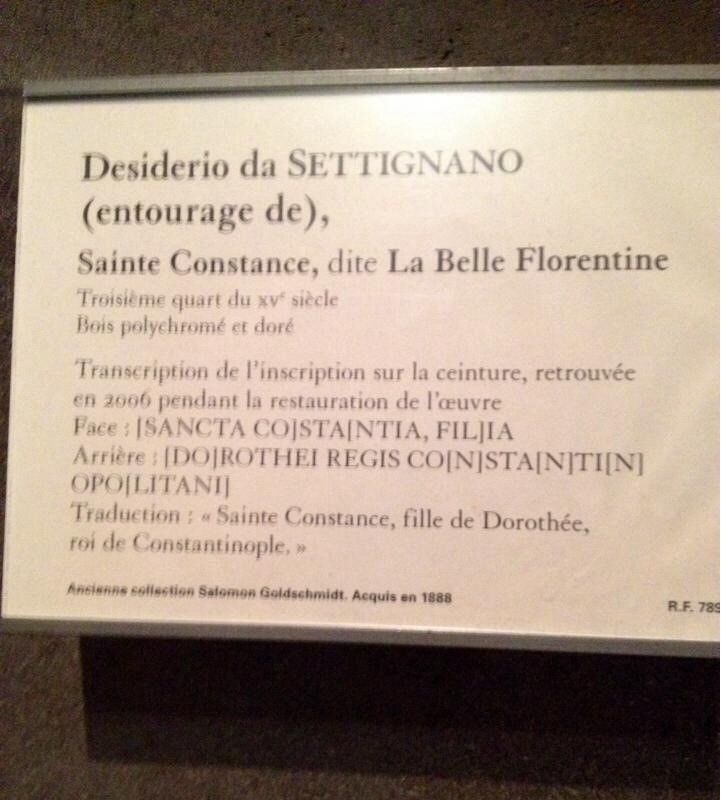 Desiderio da SETTIGNANO
(entourage de),
Sainte Constance, dite La Belle Florentine
Troisième quart du XVᵉ siècle
Bois polychromé et doré
Transcription de l'inscription sur la ceinture, retrouvée
en 2006 pendant la restauration de l'œuvre
Face : [SANCTA CO]STA[NTIA, FIL]IA
Arrière : [DO]ROTHEI REGIS CO[N]STA[N]TI[N]
OPO[LITANI]
Traduction : « Sainte Constance, fille de Dorothée,
roi de Constantinople. »
Ancienne collection Salomon Goldschmidt. Acquis en 1888
R.F. 789